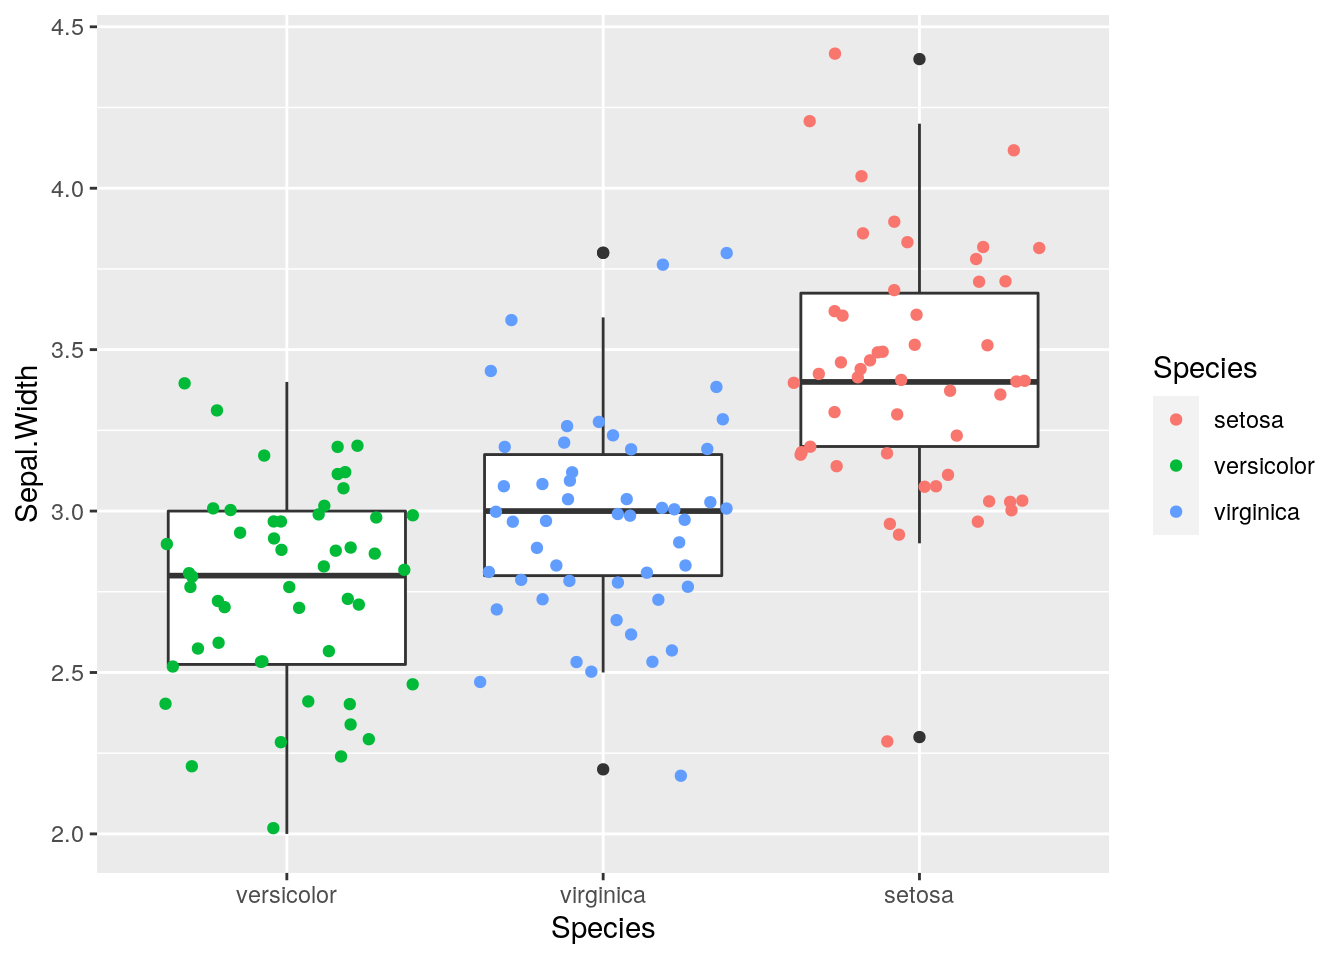 Sepal.Width
4.5
4.0
3.5
3.0
2.5
2.0
versicolor
virginica
setosa
Species
Species
setosa
versicolor
virginica